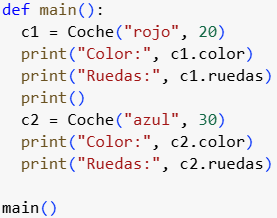 def main():
  c1 = Coche("rojo", 20)
  print("Color:", c1.color)
  print("Ruedas:", c1.ruedas)
  print()
  c2 = Coche("azul", 30)
  print("Color:", c2.color)
  print("Ruedas:", c2.ruedas)

main()